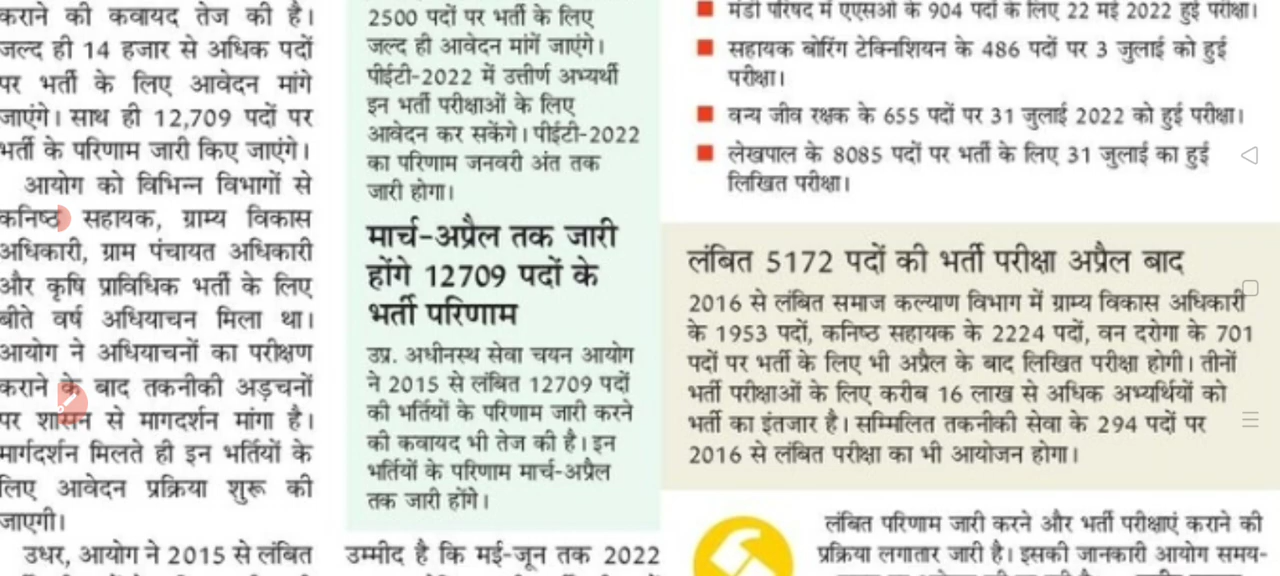 कराने की कवायद तेज की है।
जल्द ही 14 हजार से अधिक पदों
पर भर्ती के लिए आवेदन मांगे
जाएंगे। साथ ही 12,709 पदों पर
भर्ती के परिणाम जारी किए जाएंगे।
आयोग को विभिन्न विभागों से
कनिष्ठ सहायक, ग्राम्य विकास
अधिकारी, ग्राम पंचायत अधिकारी
और कृषि प्राविधिक भर्ती के लिए
बीते वर्ष अधियाचन मिला था।
आयोग ने अधियाचनों का परीक्षण
कराने के बाद तकनीकी अड़चनों
पर शासन से मागदर्शन मांगा है।
मार्गदर्शन मिलते ही इन भर्तियों के
लिए आवेदन प्रक्रिया शुरू की
जाएगी।
उधर, आयोग ने 2015 से लंबित
2500 पदों पर भर्ती के लिए
जल्द ही आवेदन मांगें जाएंगे।
पीईटी-2022 में उत्तीर्ण अभ्यर्थी
इन भर्ती परीक्षाओं के लिए
आवेदन कर सकेंगे। पीईटी-2022
का परिणाम जनवरी अंत तक
जारी होगा।
मार्च-अप्रैल तक जारी
होंगे 12709 पदों के
भर्ती परिणाम
उप्र. अधीनस्थ सेवा चयन आयोग
ने 2015 से लंबित 12709 पदों
की भर्तियों के परिणाम जारी करने
की कवायद भी तेज की है। इन
भर्तियों के परिणाम मार्च-अप्रैल
तक जारी होंगे।
उम्मीद है कि मई-जून तक 2022
मंडी परिषद में एएसओ के 904 पदों के लिए 22 मई 2022 हुई परीक्षा।
सहायक बोरिंग टेक्निशियन के 486 पदों पर 3 जुलाई को हुई
परीक्षा।
वन्य जीव रक्षक के 655 पदों पर 31 जुलाई 2022 को हुई परीक्षा।
लेखपाल के 8085 पदों पर भर्ती के लिए 31 जुलाई का हुई
लिखित परीक्षा।
लंबित 5172 पदों की भर्ती परीक्षा अप्रैल बाद
2016 से लंबित समाज कल्याण विभाग में ग्राम्य विकास अधिकारी
के 1953 पदों, कनिष्ठ सहायक के 2224 पदों, वन दरोगा के 701
पदों पर भर्ती के लिए भी अप्रैल के बाद लिखित परीक्षा होगी। तीनों
भर्ती परीक्षाओं के लिए करीब 16 लाख से अधिक अभ्यर्थियों को
भर्ती का इंतजार है। सम्मिलित तकनीकी सेवा के 294 पदों पर
2016 से लंबित परीक्षा का भी आयोजन होगा।
लंबित परिणाम जारी करने और भर्ती परीक्षाएं कराने की
प्रक्रिया लगातार जारी है। इसकी जानकारी आयोग समय-